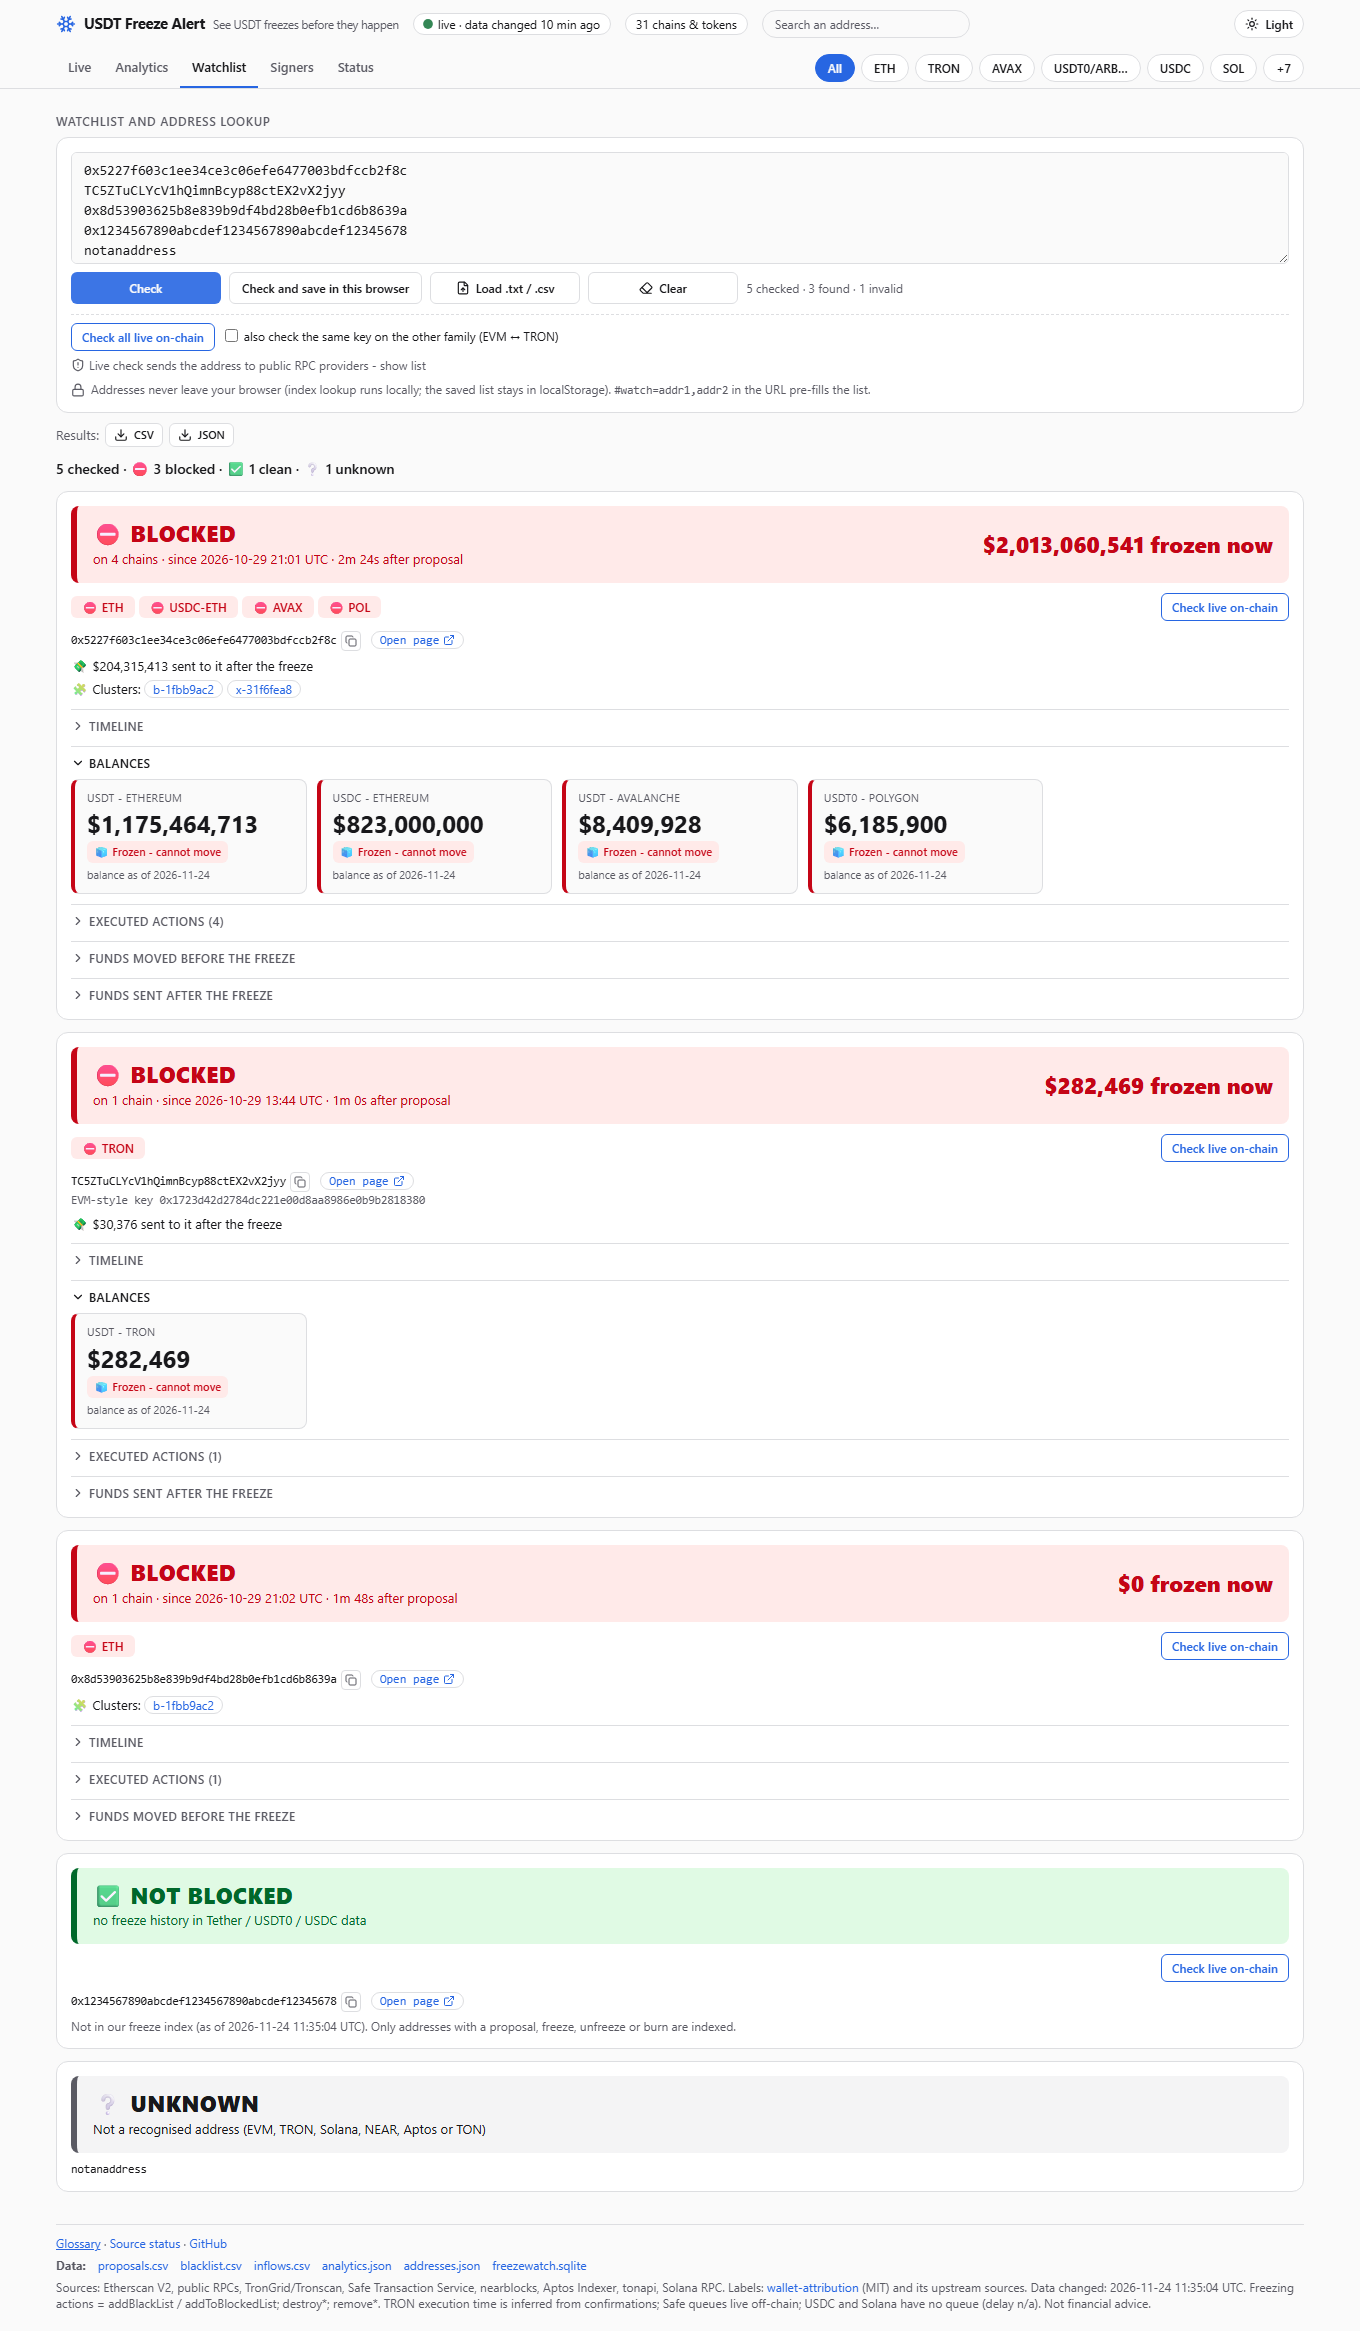 USDT Freeze Alert See USDT freezes before they happen live · data changed 10 min ago 31 chains & tokens Search an address... Light
Live Analytics Watchlist Signers Status All ETH TRON AVAX USDT0/ARB... USDC SOL +7
WATCHLIST AND ADDRESS LOOKUP
0x5227f603c1ee34ce3c06efe6477003bdfccb2f8c
TC5ZTuCLYcV1hQimnBcyp88ctEX2vX2jyy
0x8d53903625b8e839b9df4bd28b0efb1cd6b8639a
0x1234567890abcdef1234567890abcdef12345678
notanaddress
Check Check and save in this browser Load .txt / .csv Clear 5 checked · 3 found · 1 invalid
Check all live on-chain also check the same key on the other family (EVM ↔ TRON)
Live check sends the address to public RPC providers - show list
Addresses never leave your browser (index lookup runs locally; the saved list stays in localStorage). #watch=addr1,addr2 in the URL pre-fills the list.
Results: CSV JSON
5 checked · ⛔ 3 blocked · ✅ 1 clean · ❔ 1 unknown
⛔ BLOCKED
on 4 chains · since 2026-10-29 21:01 UTC · 2m 24s after proposal
$2,013,060,541 frozen now
⛔ ETH ⛔ USDC-ETH ⛔ AVAX ⛔ POL Check live on-chain
0x5227f603c1ee34ce3c06efe6477003bdfccb2f8c Open page
💸 $204,315,413 sent to it after the freeze
🧩 Clusters: b-1fbb9ac2 x-31f6fea8
TIMELINE
BALANCES
USDT - ETHEREUM
$1,175,464,713
🧊 Frozen - cannot move
balance as of 2026-11-24
USDC - ETHEREUM
$823,000,000
🧊 Frozen - cannot move
balance as of 2026-11-24
USDT - AVALANCHE
$8,409,928
🧊 Frozen - cannot move
balance as of 2026-11-24
USDT0 - POLYGON
$6,185,900
🧊 Frozen - cannot move
balance as of 2026-11-24
EXECUTED ACTIONS (4)
FUNDS MOVED BEFORE THE FREEZE
FUNDS SENT AFTER THE FREEZE
⛔ BLOCKED
on 1 chain · since 2026-10-29 13:44 UTC · 1m 0s after proposal
$282,469 frozen now
⛔ TRON Check live on-chain
TC5ZTuCLYcV1hQimnBcyp88ctEX2vX2jyy Open page
EVM-style key 0x1723d42d2784dc221e00d8aa8986e0b9b2818380
💸 $30,376 sent to it after the freeze
TIMELINE
BALANCES
USDT - TRON
$282,469
🧊 Frozen - cannot move
balance as of 2026-11-24
EXECUTED ACTIONS (1)
FUNDS SENT AFTER THE FREEZE
⛔ BLOCKED
on 1 chain · since 2026-10-29 21:02 UTC · 1m 48s after proposal
$0 frozen now
⛔ ETH Check live on-chain
0x8d53903625b8e839b9df4bd28b0efb1cd6b8639a Open page
🧩 Clusters: b-1fbb9ac2
TIMELINE
EXECUTED ACTIONS (1)
FUNDS MOVED BEFORE THE FREEZE
✅ NOT BLOCKED
no freeze history in Tether / USDT0 / USDC data
Check live on-chain
0x1234567890abcdef1234567890abcdef12345678 Open page
Not in our freeze index (as of 2026-11-24 11:35:04 UTC). Only addresses with a proposal, freeze, unfreeze or burn are indexed.
❔ UNKNOWN
Not a recognised address (EVM, TRON, Solana, NEAR, Aptos or TON)
notanaddress
Glossary · Source status · GitHub
Data: proposals.csv blacklist.csv inflows.csv analytics.json addresses.json freezewatch.sqlite
Sources: Etherscan V2, public RPCs, TronGrid/Tronscan, Safe Transaction Service, nearblocks, Aptos Indexer, tonapi, Solana RPC. Labels: wallet-attribution (MIT) and its upstream sources. Data changed: 2026-11-24 11:35:04 UTC. Freezing
actions = addBlackList / addToBlockedList; destroy*; remove*. TRON execution time is inferred from confirmations; Safe queues live off-chain; USDC and Solana have no queue (delay n/a). Not financial advice.